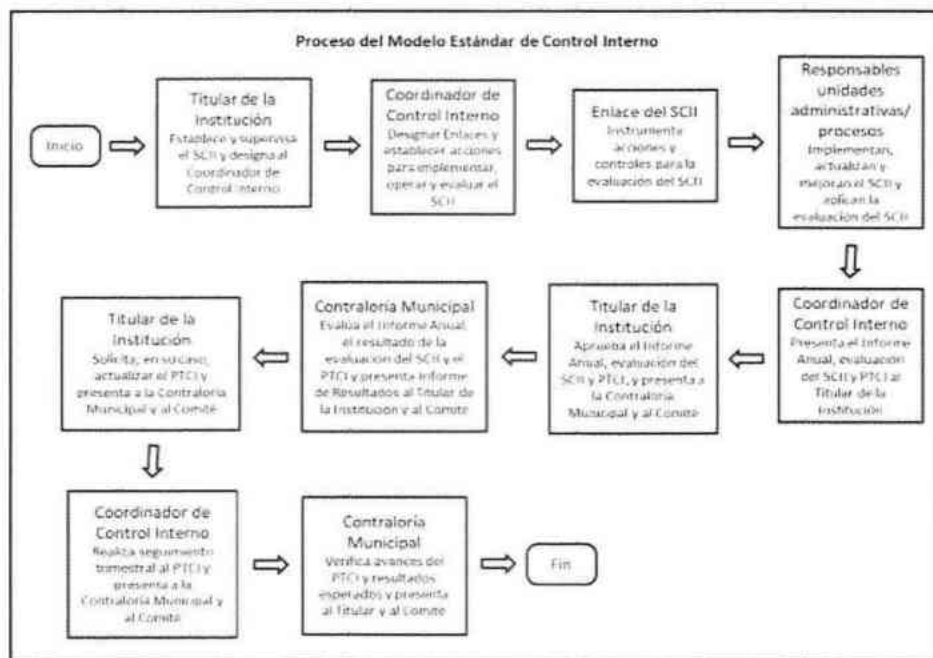 Proceso del Modelo Estándar de Control Interno
Inicio
Titular de la
Institución
Establece y supervisa
el SCII y designa al
Coordinador de
Control Interno
Coordinador de
Control Interno
Designar Enlaces y
establecer acciones
para implementar,
operar y evaluar el
SCII
Enlace del SCII
Instrumenta
acciones y
controles para la
evaluación del SCII
Responsables
unidades
administrativas/
procesos
Implementan,
actualizan y
mejoran el SCII y
aplican la
evaluación del SCII
Coordinador de
Control Interno
Presenta el Informe
Anual, evaluación
del SCII y PTCI al
Titular de la
Institución
Titular de la
Institución
Aprueba el Informe
Anual, evaluación del
SCII y PTCI, y presenta a
la Contraloría
Municipal y al Comité
Contraloría Municipal
Evalúa el Informe Anual,
el resultado de la
evaluación del SCII y el
PTCI y presenta Informe
de Resultados al Titular
de la Institución y al Comité
Titular de la
Institución
Solicita, en su caso,
actualizar el PTCI y
presenta a la Contraloría
Municipal y al Comité
Coordinador de
Control Interno
Realiza seguimiento
trimestral al PTCI y
presenta a la
Contraloría Municipal y
al Comité
Contraloría
Municipal
Verifica avances del
PTCI y resultados
esperados y presenta
al Titular y al Comité
Fin